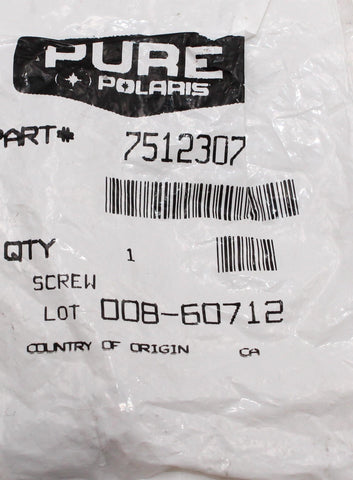 PURE
POLARIS
PART# 7512307
QTY 1
SCREW
LOT 008-60712
COUNTRY OF ORIGIN CA